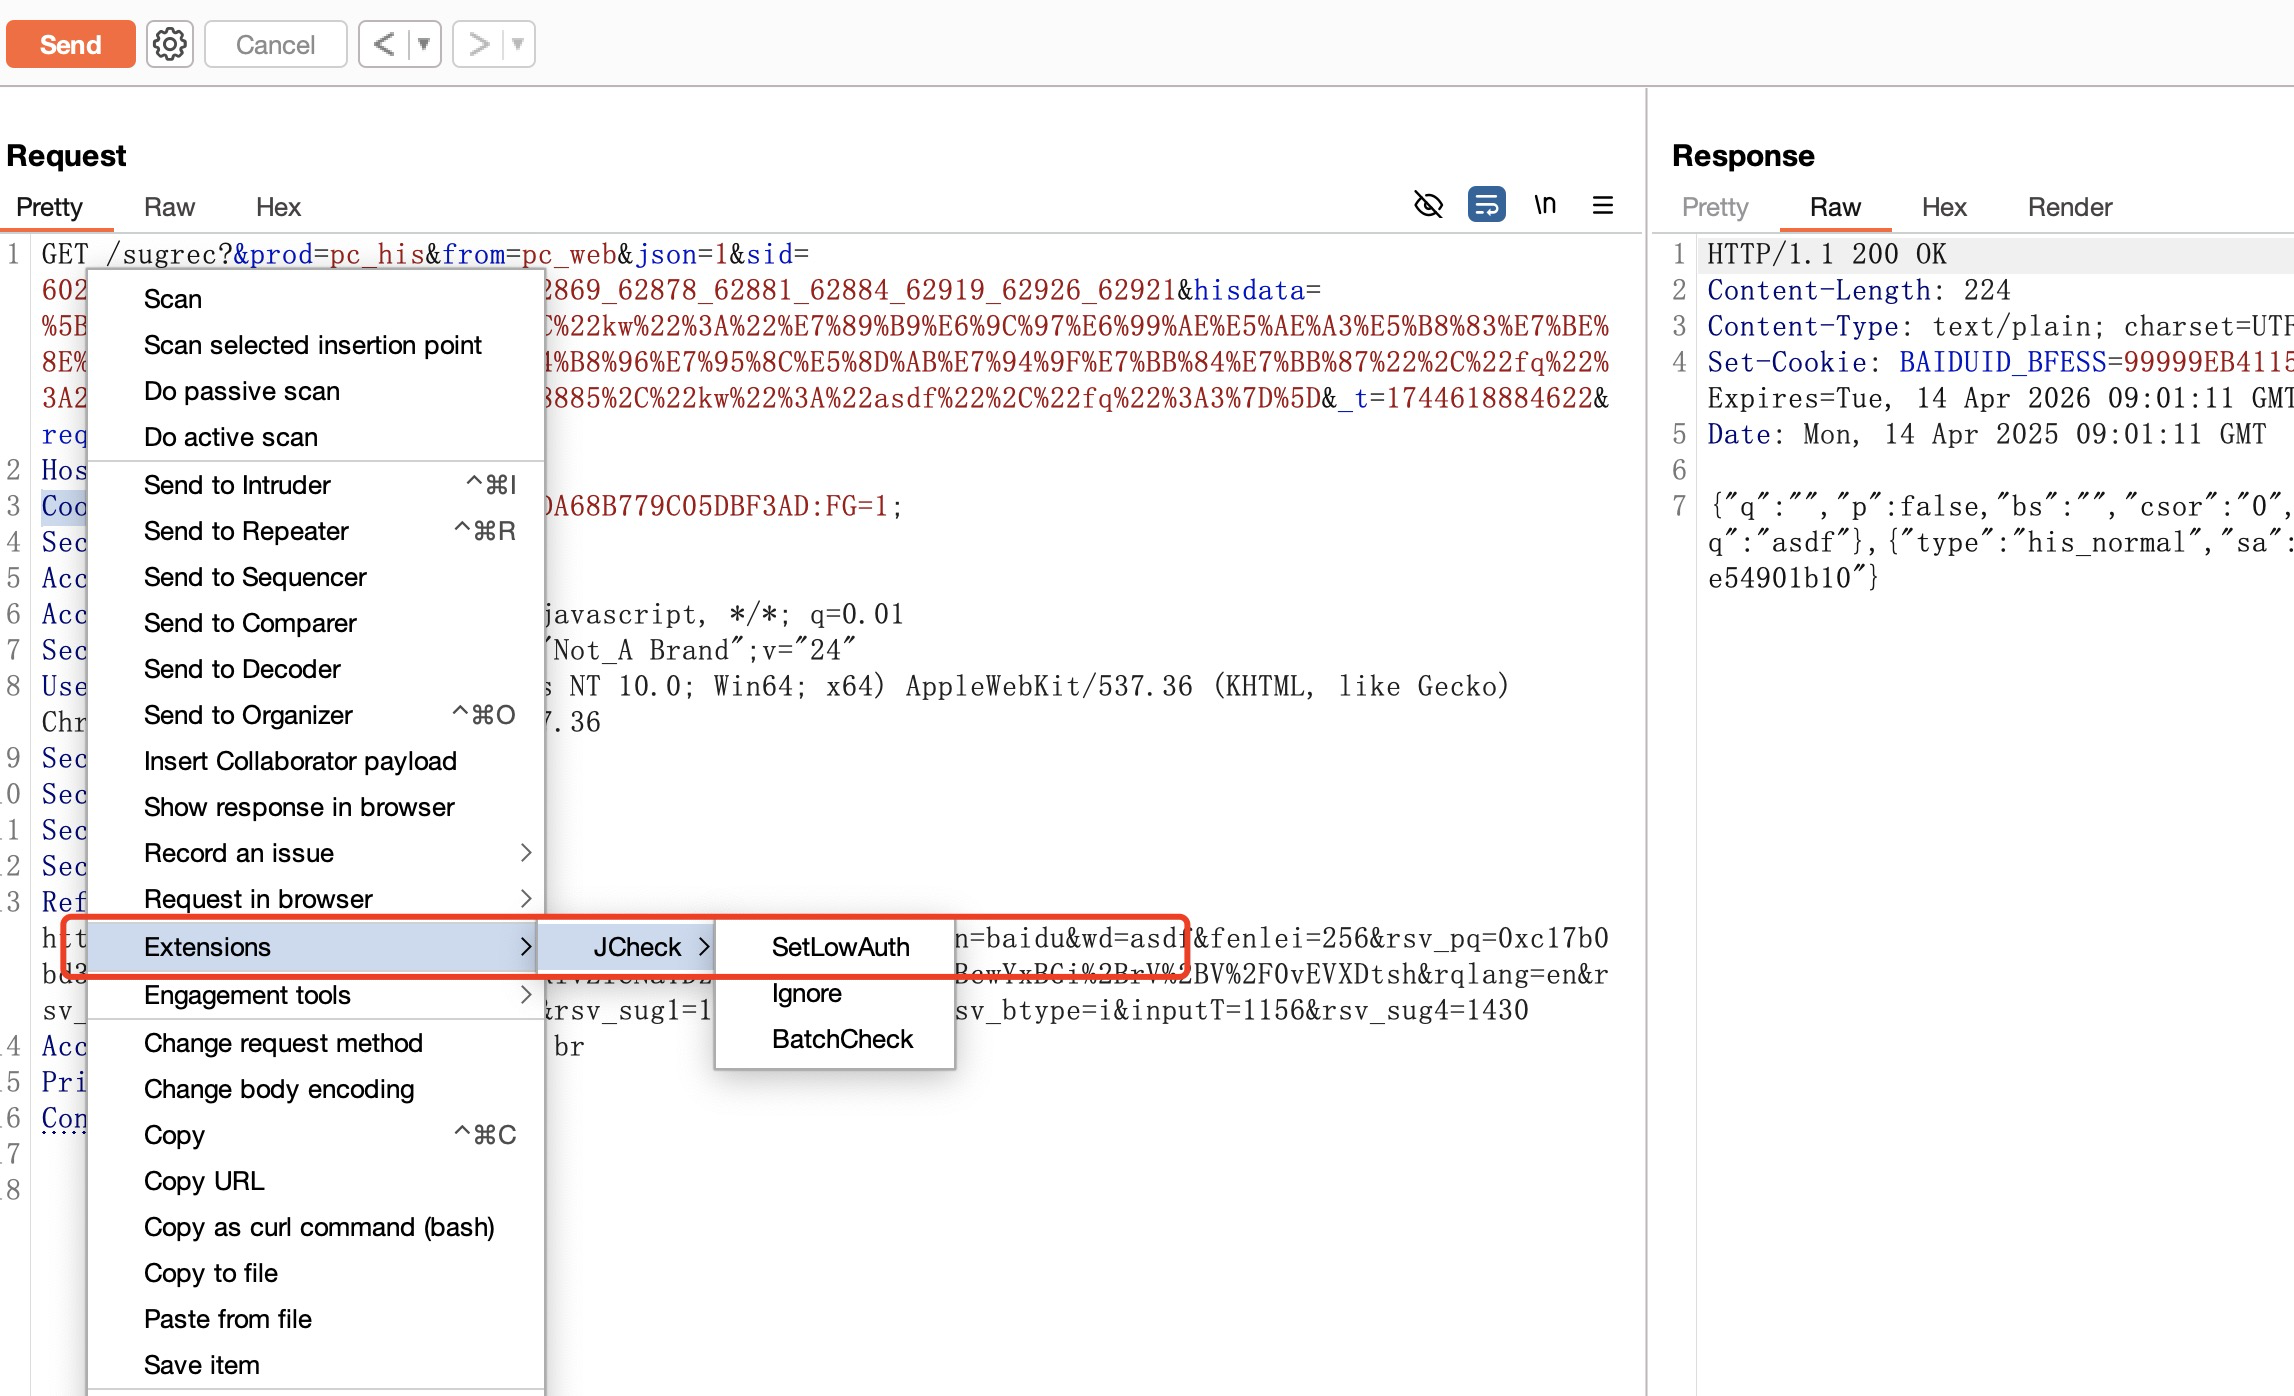 Send
Cancel
< ▼
> ▼
Request
Pretty Raw Hex
\n
1 GET /sugrec?&prod=pc_his&from=pc_web&json=1&sid=
602 2869_62878_62881_62884_62919_62926_62921&hisdata=
%5B C%22kw%22%3A%22%E7%89%B9%E6%9C%97%E6%99%AE%E5%AE%A3%E5%B8%83%E7%BE%
8E% 4%B8%96%E7%95%8C%E5%8D%AB%E7%94%9F%E7%BB%84%E7%BB%87%22%2C%22fq%22%
3A2 8885%2C%22kw%22%3A%22asdf%22%2C%22fq%22%3A3%7D%5D&_t=1744618884622&
req
2 Hos
3 Coo DA68B779C05DBF3AD:FG=1;
4 Sec
5 Acc
6 Acc javascript, */*; q=0.01
7 Sec "Not_A Brand";v="24"
8 Use s NT 10.0; Win64; x64) AppleWebKit/537.36 (KHTML, like Gecko)
Chr 7.36
9 Sec
0 Sec
1 Sec
2 Sec
3 Ref
htt n=baidu&wd=asdf&fenlei=256&rsv_pq=0xc17b0
bd3 BcwYxBGi%2BrV%2BV%2F0vEVXDtsh&rqlang=en&r
sv_ &rsv_sug1=1 sv_btype=i&inputT=1156&rsv_sug4=1430
4 Acc br
5 Pri
6 Con
7
8
Scan
Scan selected insertion point
Do passive scan
Do active scan
Send to Intruder ^⌘I
Send to Repeater ^⌘R
Send to Sequencer
Send to Comparer
Send to Decoder
Send to Organizer ^⌘O
Insert Collaborator payload
Show response in browser
Record an issue >
Request in browser >
Extensions >
Engagement tools >
Change request method
Change body encoding
Copy ^⌘C
Copy URL
Copy as curl command (bash)
Copy to file
Paste from file
Save item
JCheck >
SetLowAuth
Ignore
BatchCheck
Response
Pretty Raw Hex Render
1 HTTP/1.1 200 OK
2 Content-Length: 224
3 Content-Type: text/plain; charset=UTF
4 Set-Cookie: BAIDUID_BFESS=99999EB4115
Expires=Tue, 14 Apr 2026 09:01:11 GMT
5 Date: Mon, 14 Apr 2025 09:01:11 GMT
6
7 {"q":"","p":false,"bs":"","csor":"0",
q":"asdf"},{"type":"his_normal","sa":
e54901b10"}